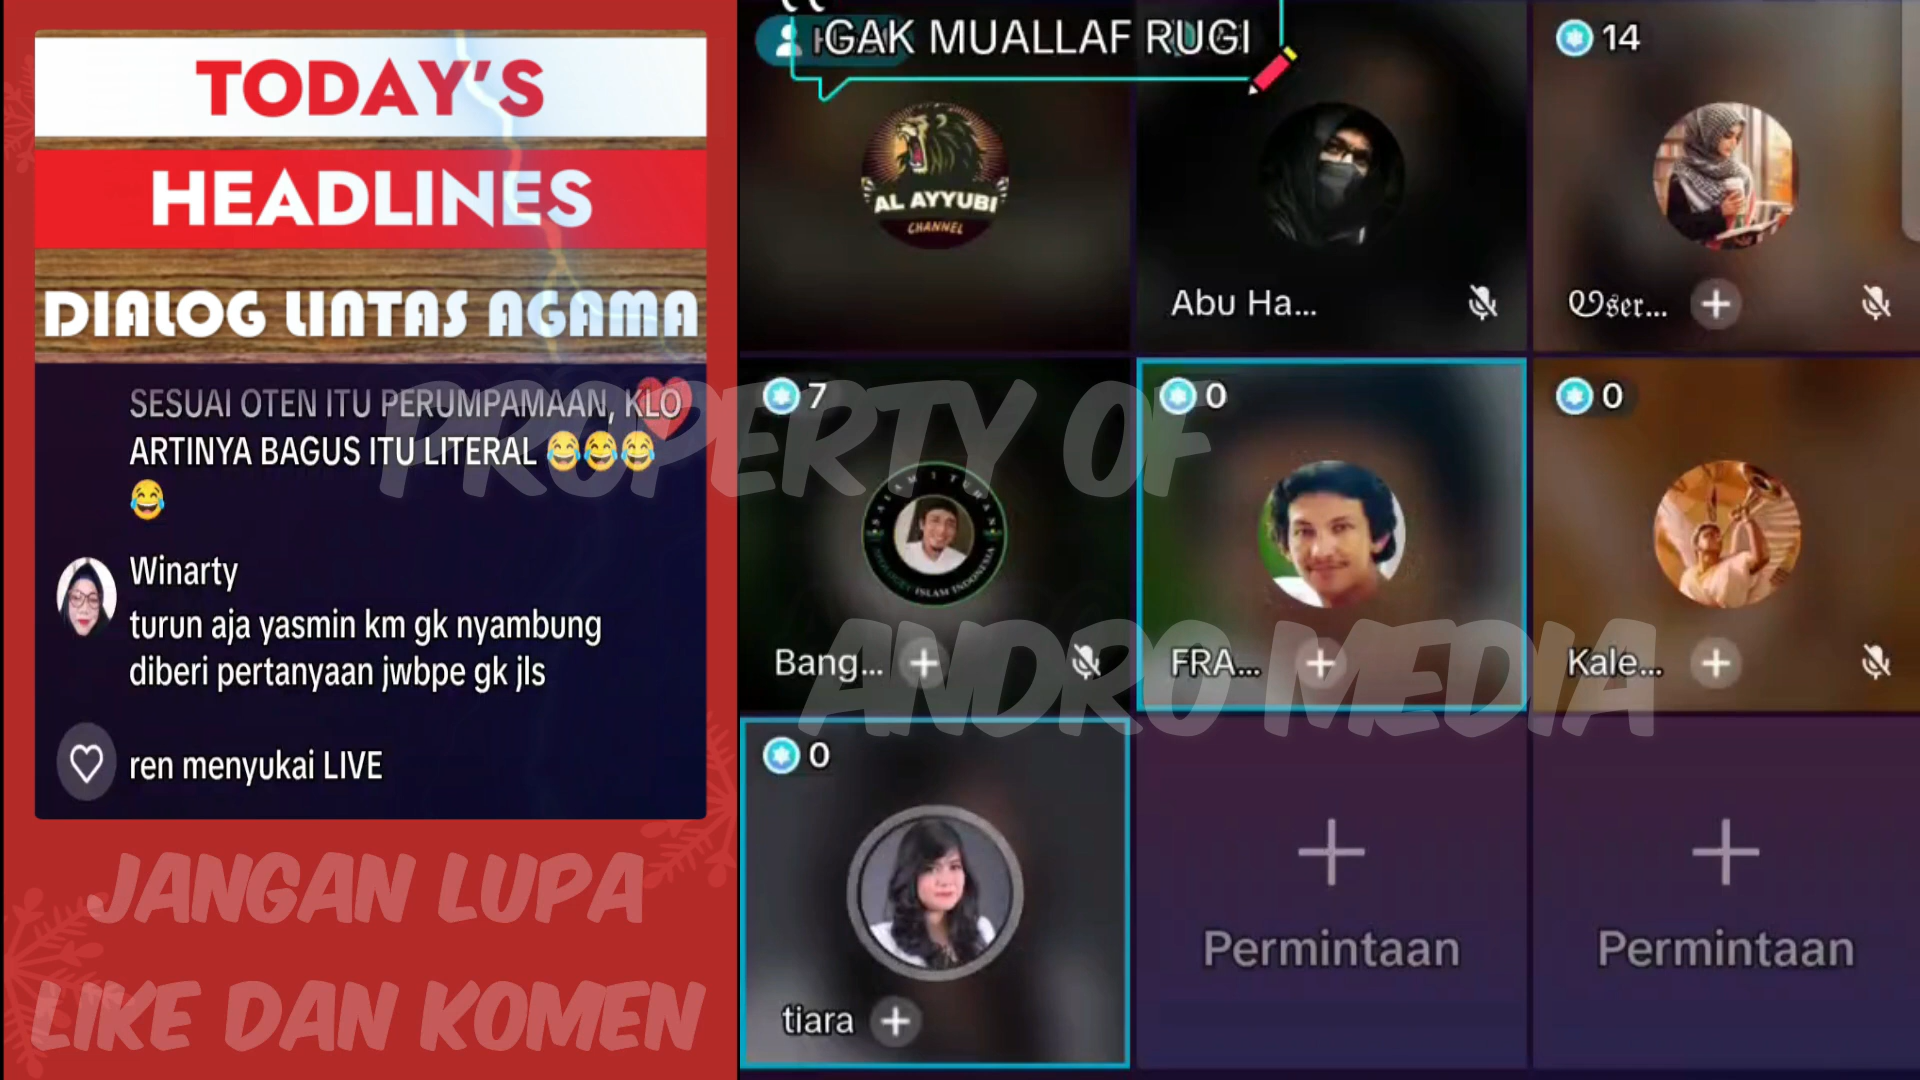 TODAY'S
HEADLINES
DIALOG LINTAS AGAMA
SESUAI OTEN ITU PERUMPAMAAN, KLO
ARTINYA BAGUS ITU LITERAL 😂😂😂
😂
Winarty
turun aja yasmin km gk nyambung
diberi pertanyaan jwbpe gk jls
ren menyukai LIVE
JANGAN LUPA
LIKE DAN KOMEN
GAK MUALLAF RUGI
AL AYYUBI
CHANNEL
Abu Ha...
14
User...
7
ISLAM INDONESIA
Bang...
0
FRA...
0
Kale...
0
tiara
Permintaan
Permintaan
PROPERTY OF
ANDRO MEDIA